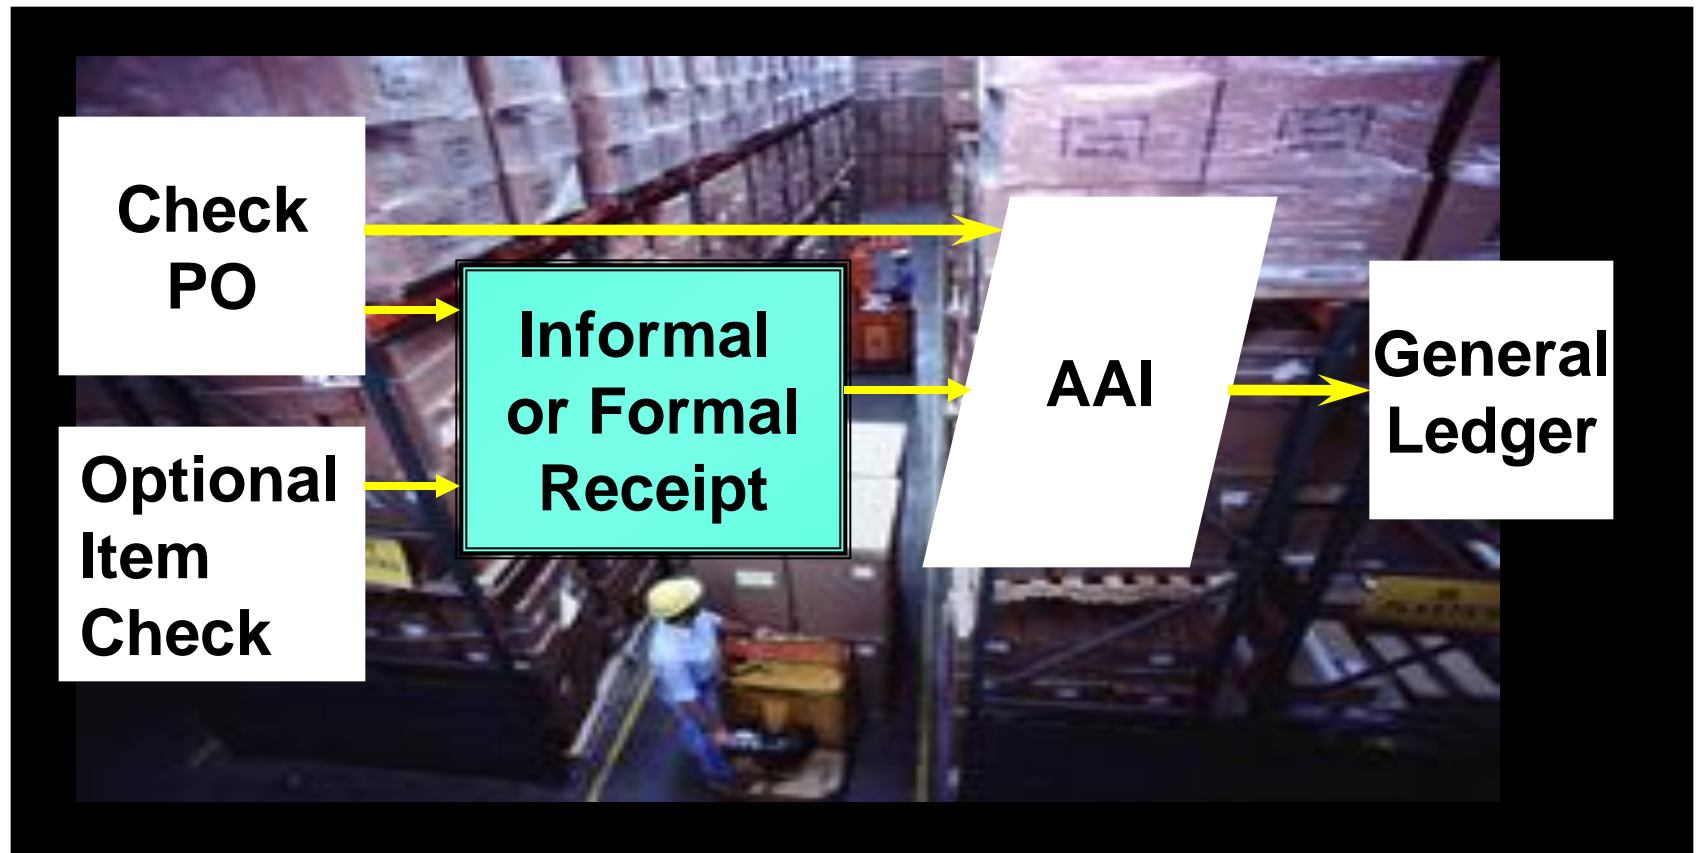 Check
PO
Optional
Item
Check
Informal
or Formal
Receipt
AAI
General
Ledger